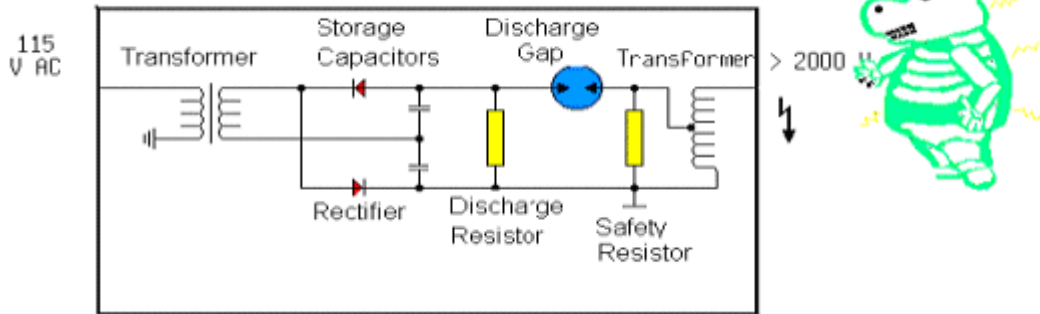 115
V AC
Transformer
Storage
Capacitors
Discharge
Gap
Transformer
> 2000 V
Rectifier
Discharge
Resistor
Safety
Resistor